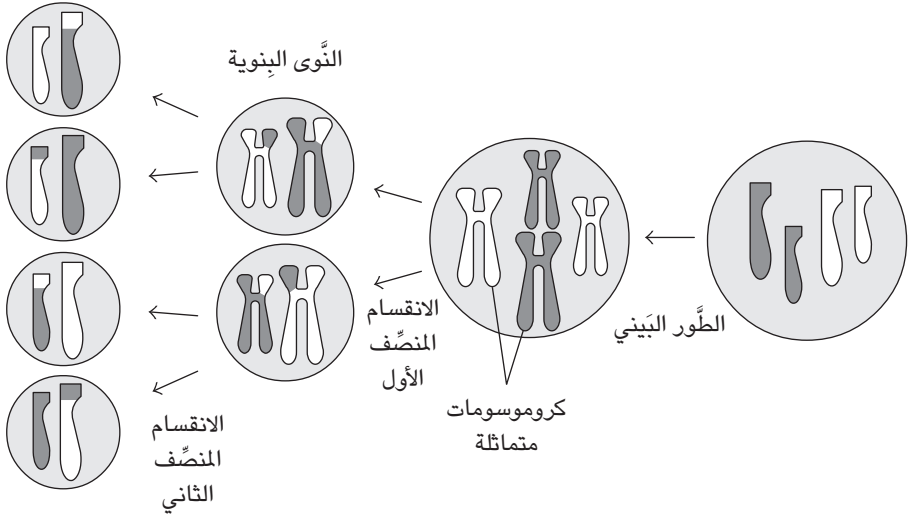 النَّوى البِنوية
الطَّور البَيني
الانقسام
المنصِّف
الأول
كروموسومات
متماثلة
الانقسام
المنصِّف
الثاني